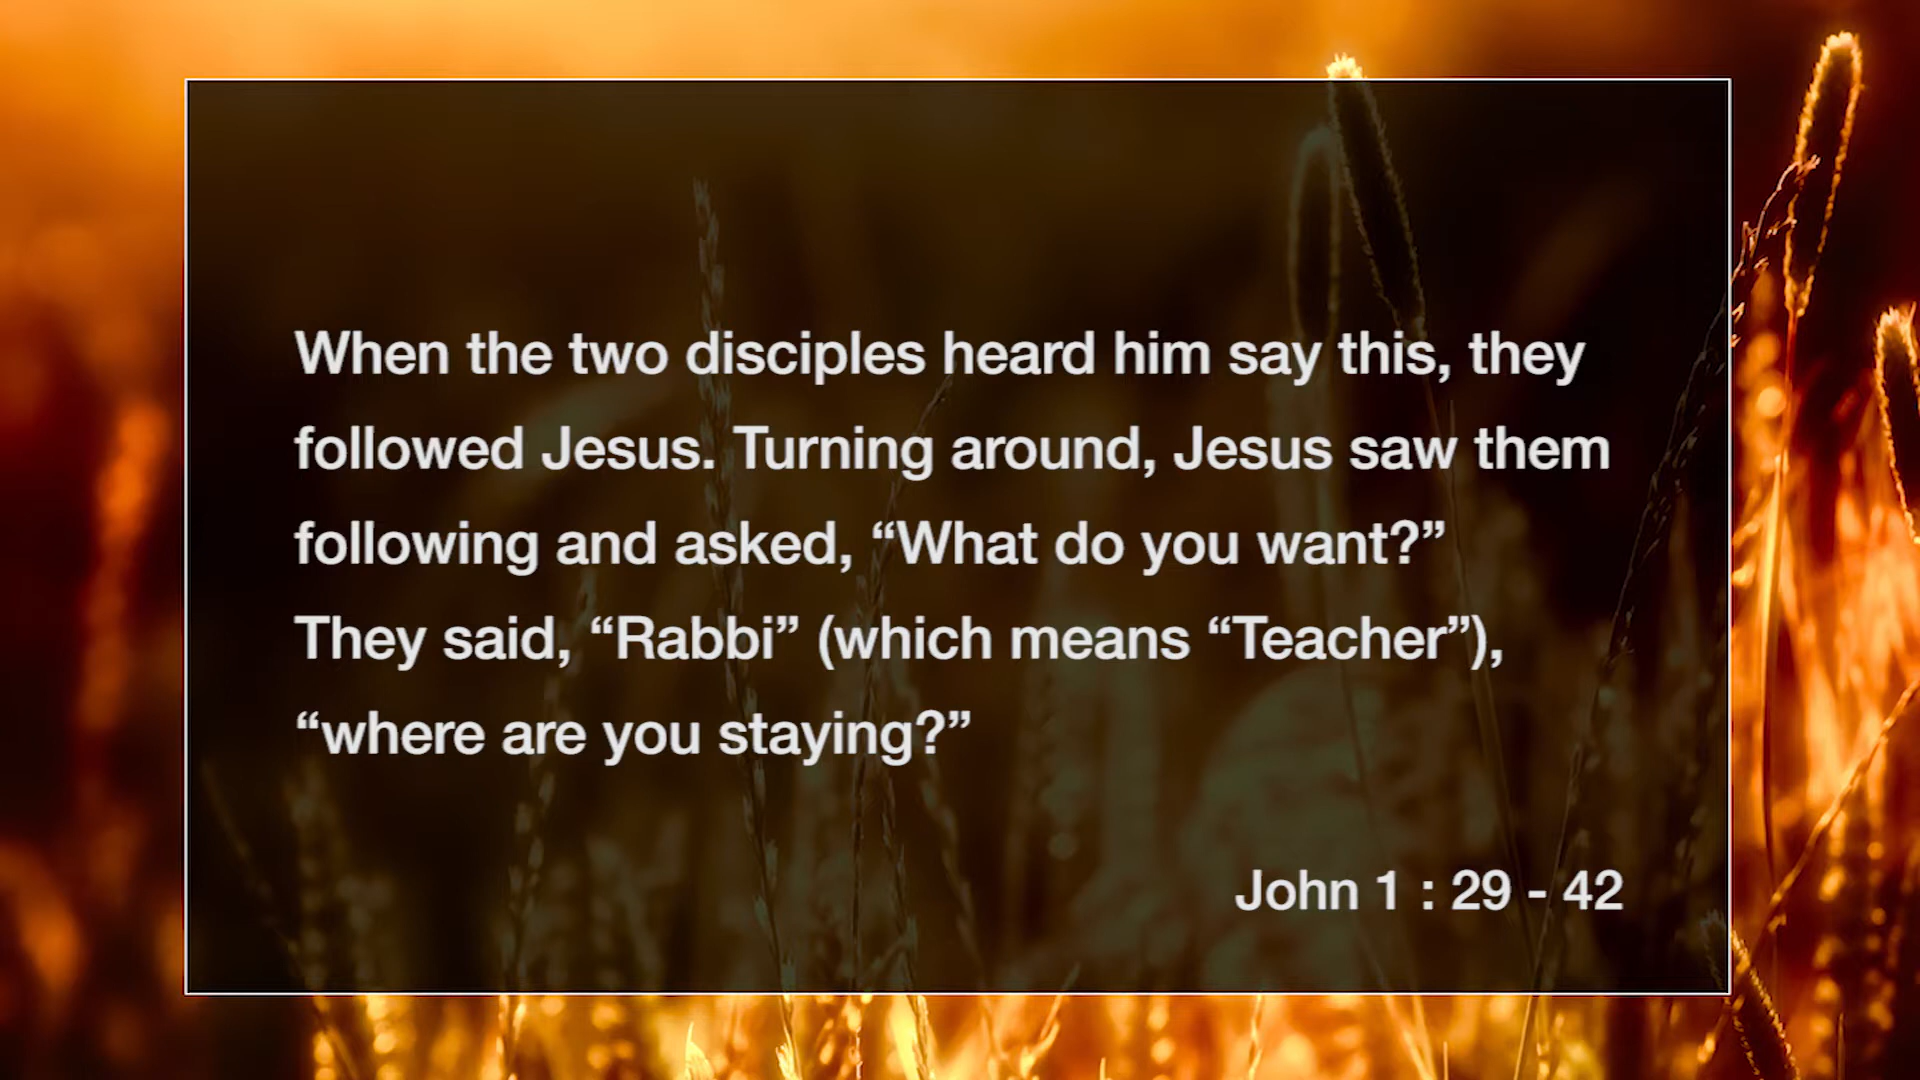 When the two disciples heard him say this, they
followed Jesus. Turning around, Jesus saw them
following and asked, “What do you want?”
They said, “Rabbi” (which means “Teacher”),
“where are you staying?”
John 1 : 29 - 42